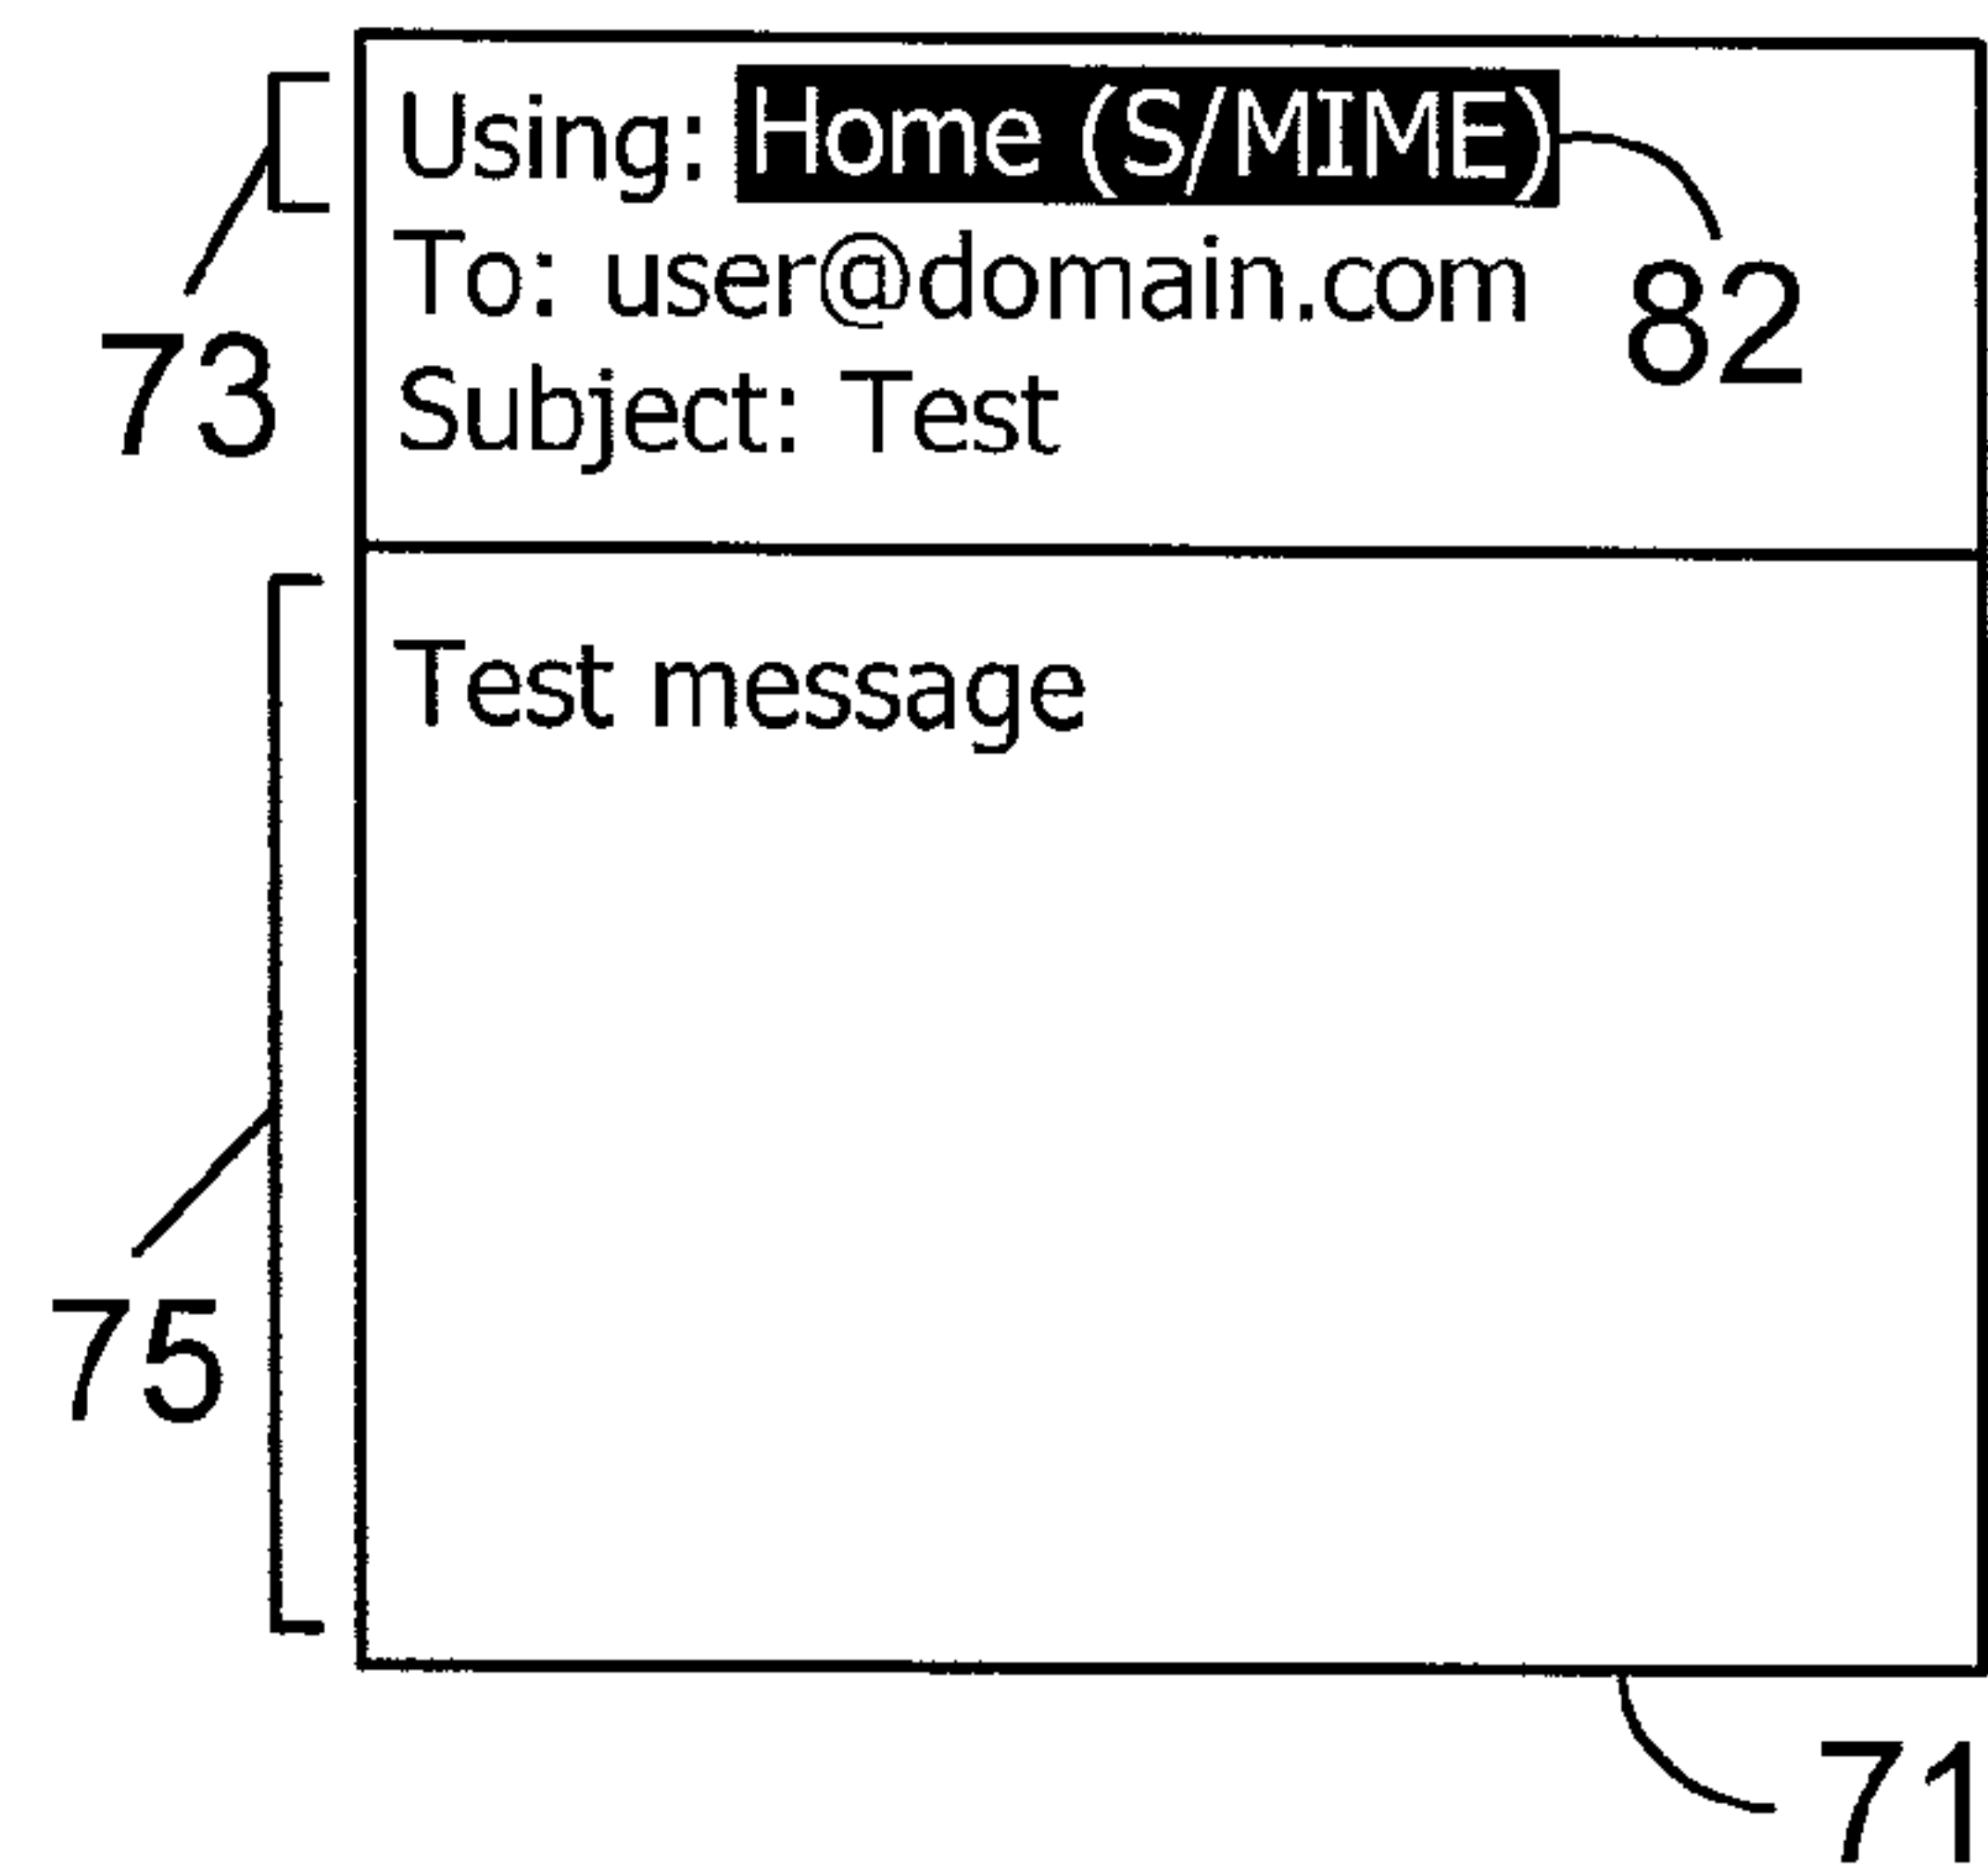 Using: Home (S/MIME)
To: user@domain.com
82
73
Subject: Test
Test message
75
71